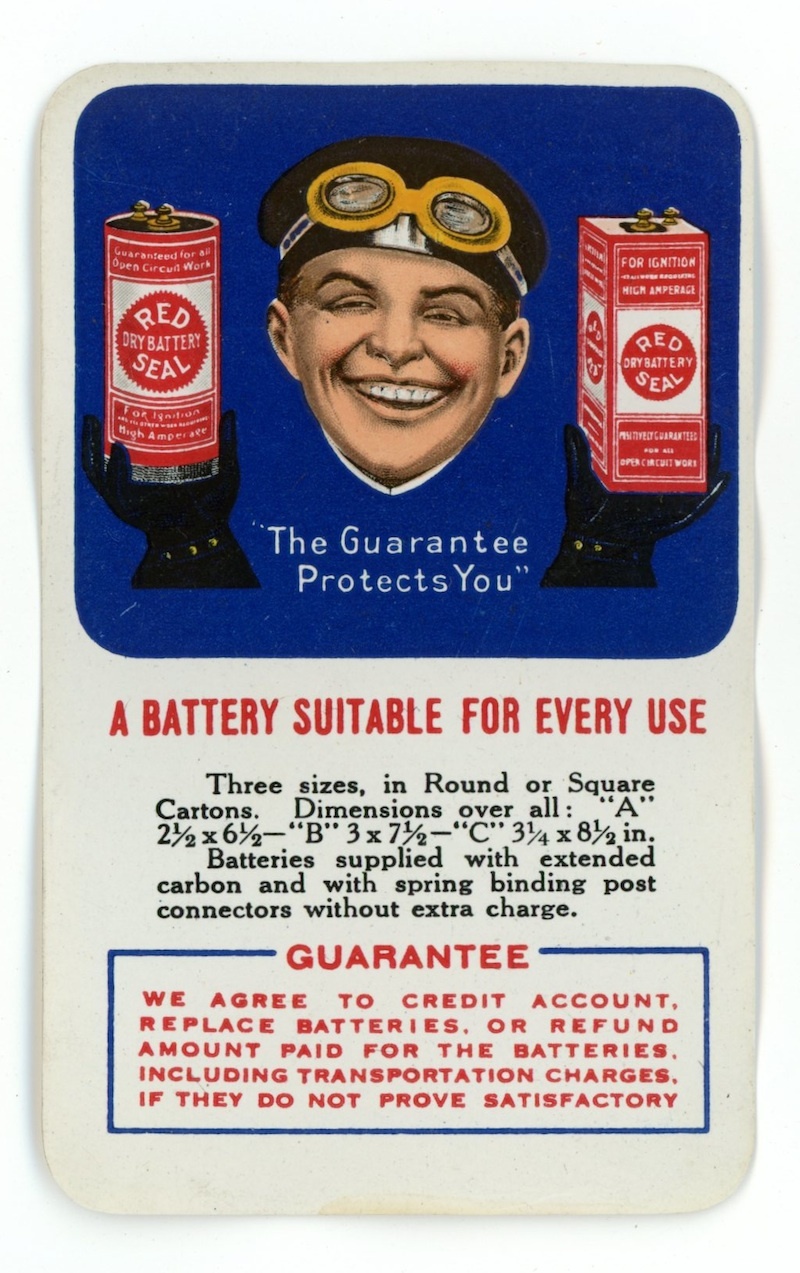 Guaranteed for all
Open Circuit Work
RED
DRY BATTERY
SEAL
For Ignition
High Amperage
FOR IGNITION
HIGH AMPERAGE
RED
DRY BATTERY
SEAL
POSITIVELY GUARANTEED
FOR ALL
OPEN CIRCUIT WORK
"The Guarantee
Protects You"
A BATTERY SUITABLE FOR EVERY USE
Three sizes, in Round or Square
Cartons. Dimensions over all: "A"
2½ x 6½—"B" 3 x 7½—"C" 3¼ x 8½ in.
Batteries supplied with extended
carbon and with spring binding post
connectors without extra charge.
GUARANTEE
WE AGREE TO CREDIT ACCOUNT,
REPLACE BATTERIES, OR REFUND
AMOUNT PAID FOR THE BATTERIES,
INCLUDING TRANSPORTATION CHARGES,
IF THEY DO NOT PROVE SATISFACTORY